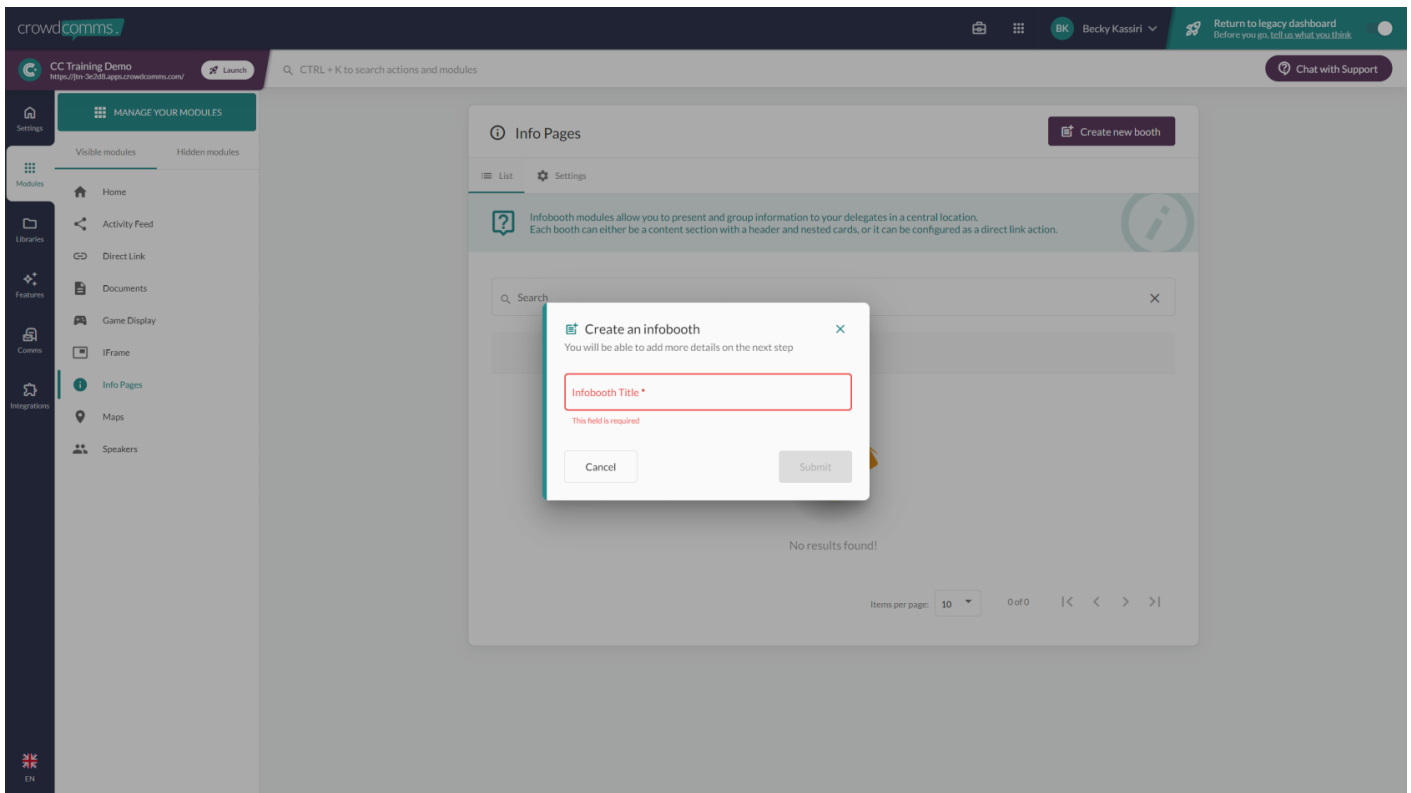 crowdcomms.
BK Becky Kassiri
Return to legacy dashboard
Before you go, tell us what you think
CC Training Demo
https://jtn-3e2d8.apps.crowdcomms.com/
Launch
CTRL + K to search actions and modules
Chat with Support
Settings
Modules
Libraries
Features
Comms
Integrations
EN
MANAGE YOUR MODULES
Visible modules Hidden modules
Home
Activity Feed
Direct Link
Documents
Game Display
IFrame
Info Pages
Maps
Speakers
Info Pages
Create new booth
List Settings
Infobooth modules allow you to present and group information to your delegates in a central location.
Each booth can either be a content section with a header and nested cards, or it can be configured as a direct link action.
Search
Create an infobooth
You will be able to add more details on the next step
Infobooth Title *
This field is required
Cancel Submit
No results found!
Items per page: 10 0 of 0